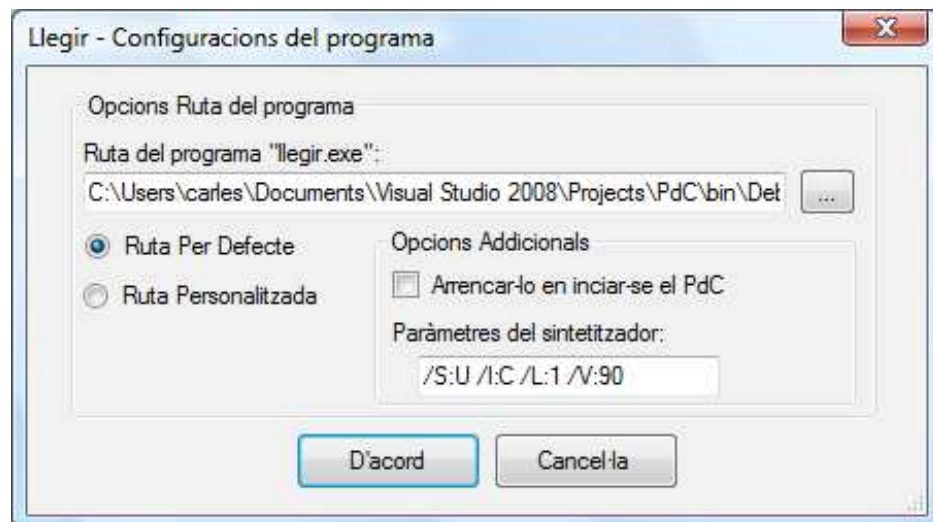 Llegir - Configuracions del programa
Opcions Ruta del programa
Ruta del programa "llegir.exe":
C:\Users\carles\Documents\Visual Studio 2008\Projects\PdC\bin\Det
...
Ruta Per Defecte
Ruta Personalitzada
Opcions Addicionals
Arrencar-lo en inciar-se el PdC
Paràmetres del sintetitzador:
/S:U /I:C /L:1 /V:90
D'acord
Cancel·la